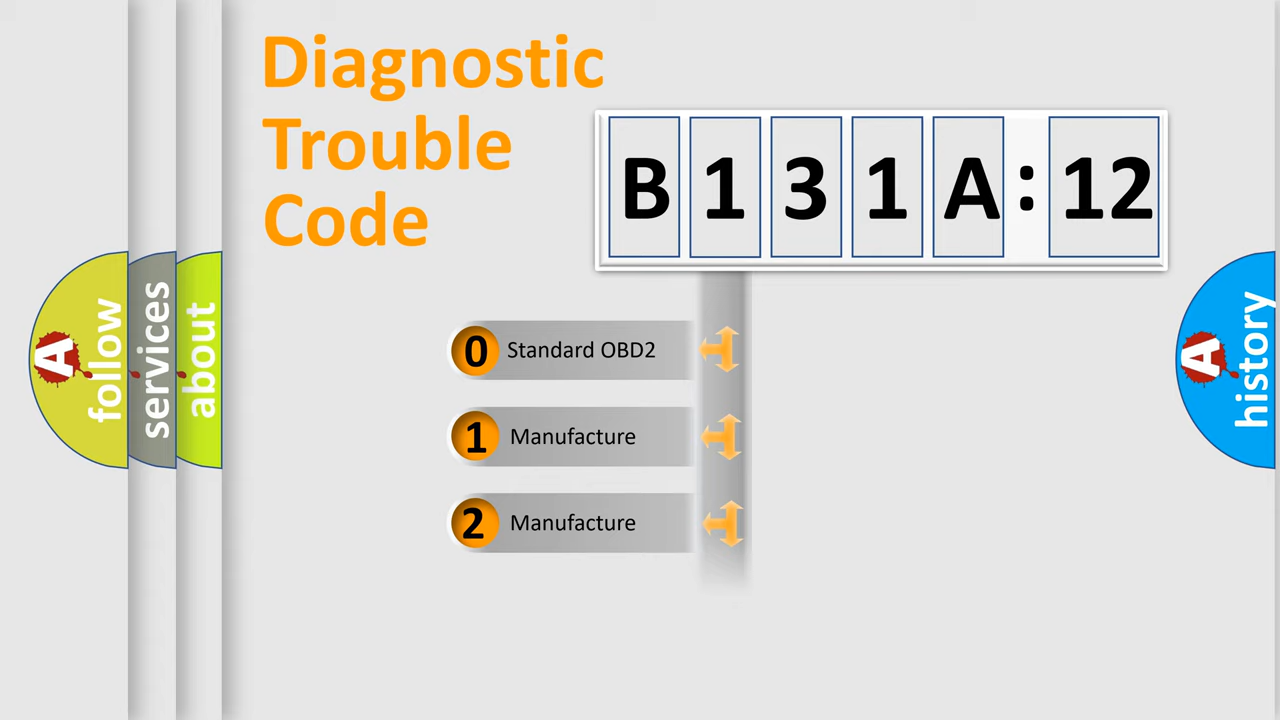 Diagnostic
Trouble
Code
B 1 3 1 A : 12
0 Standard OBD2
1 Manufacture
2 Manufacture
A follow
services
about
A history